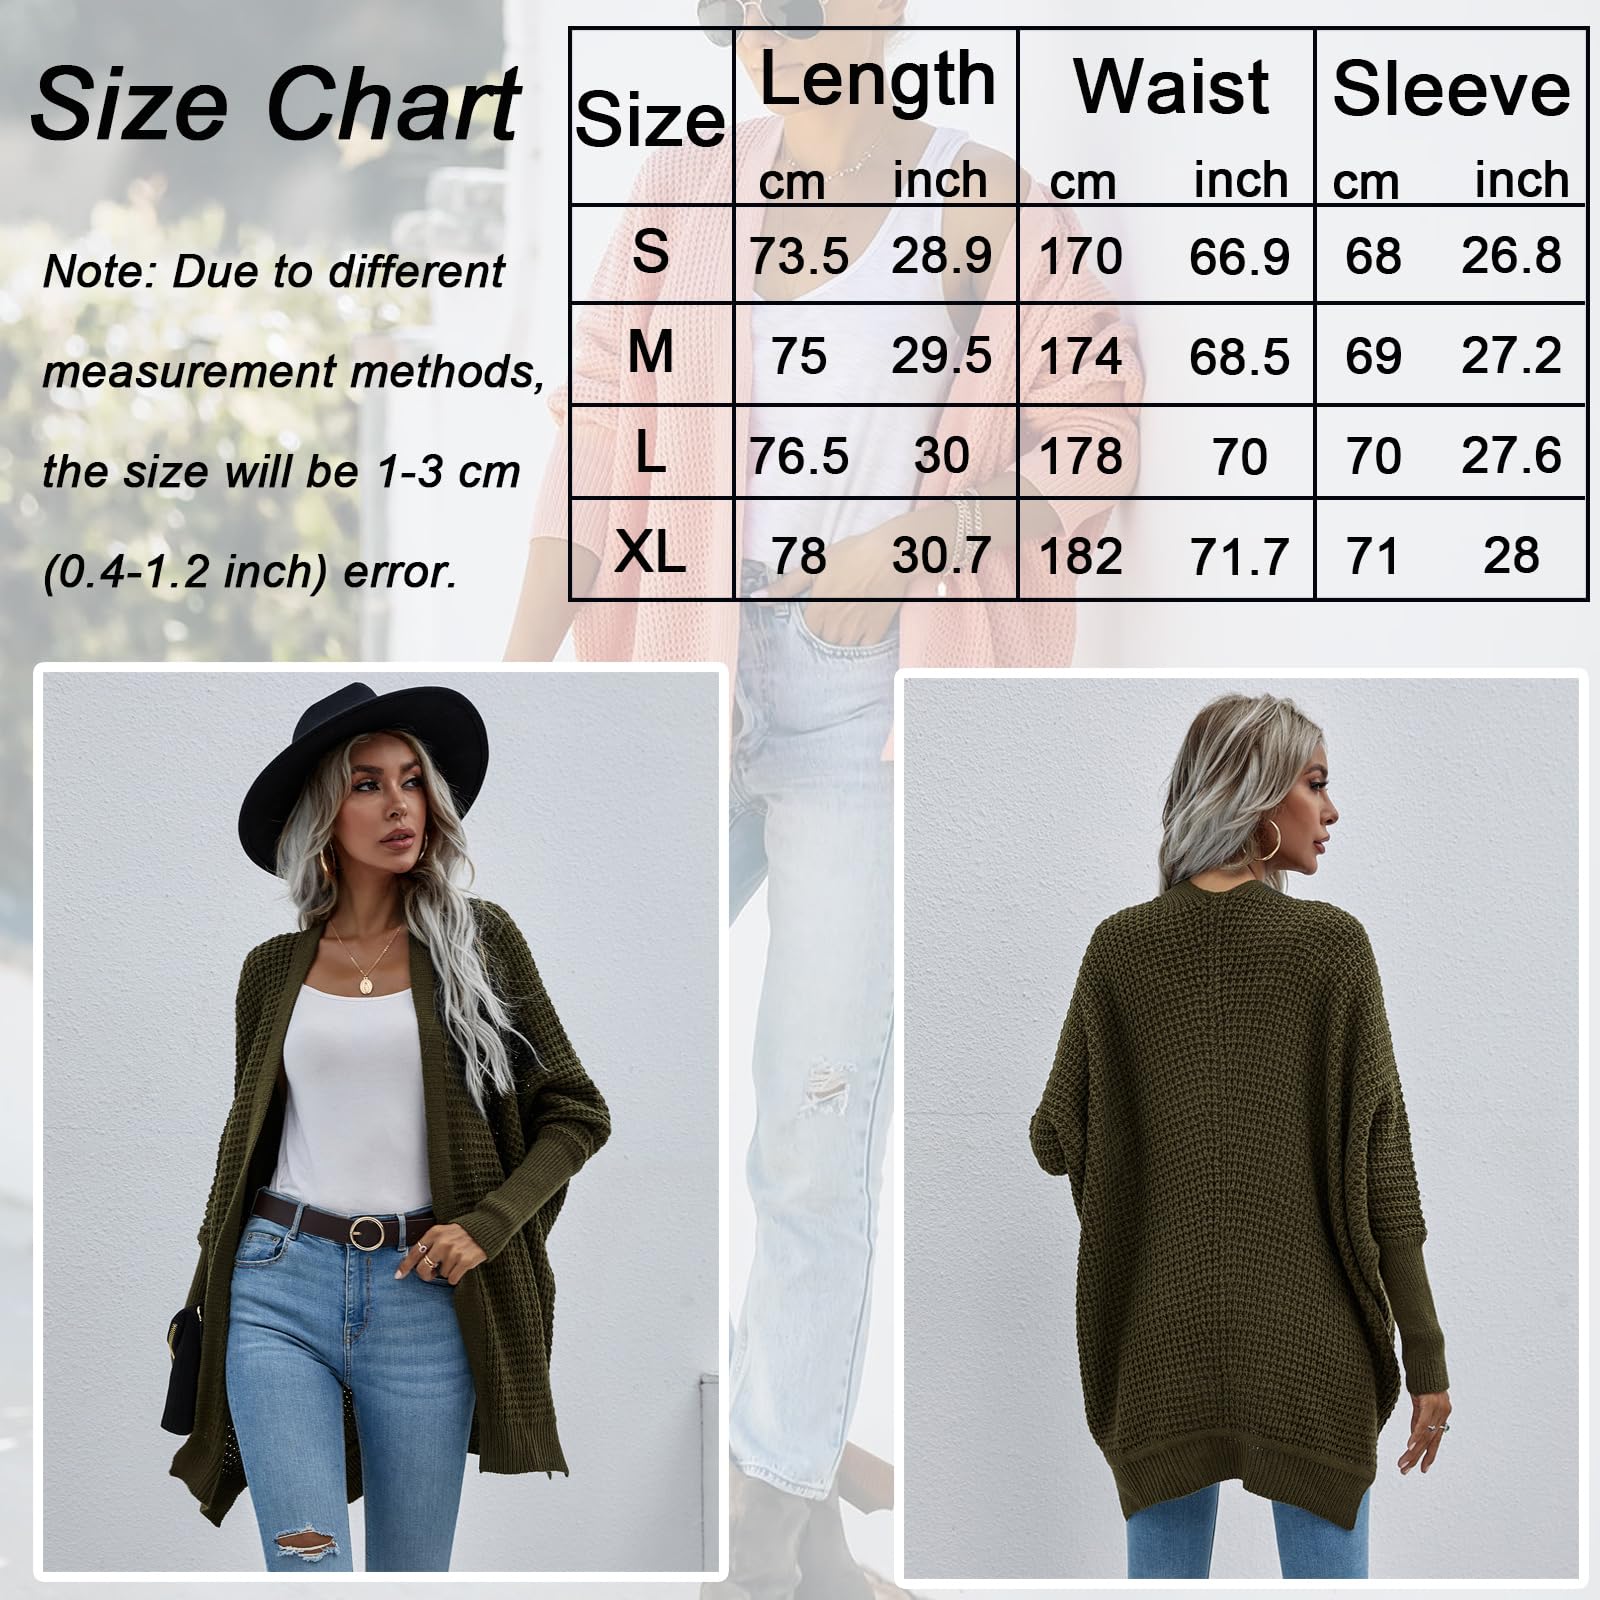 Size Chart
Note: Due to different
measurement methods,
the size will be 1-3 cm
(0.4-1.2 inch) error.
Size Length Waist Sleeve
cm inch cm inch cm inch
S 73.5 28.9 170 66.9 68 26.8
M 75 29.5 174 68.5 69 27.2
L 76.5 30 178 70 70 27.6
XL 78 30.7 182 71.7 71 28